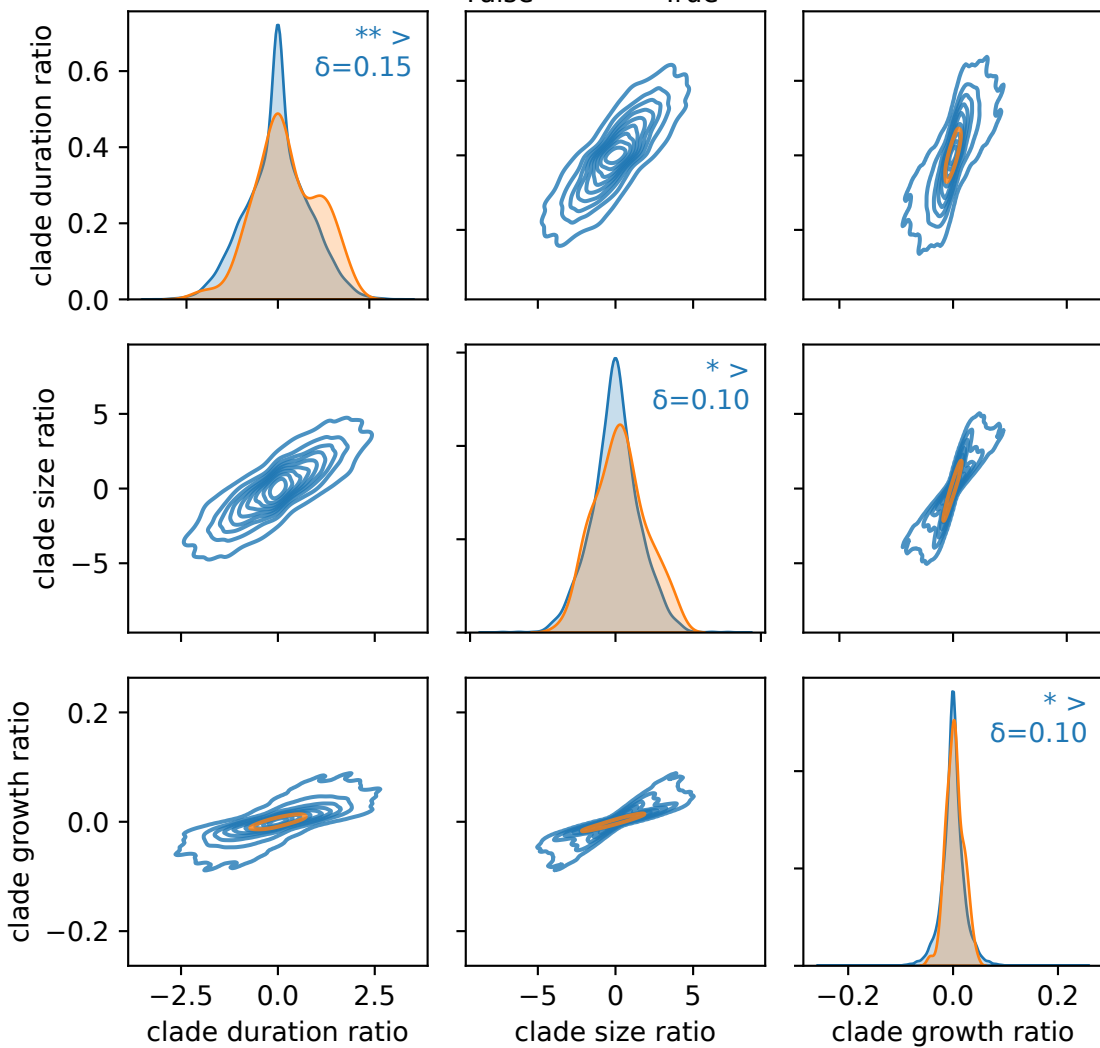 False True
clade duration ratio
0.6
0.4
0.2
0.0
** >
δ=0.15
clade size ratio
5
0
−5
* >
δ=0.10
clade growth ratio
0.2
0.0
−0.2
* >
δ=0.10
−2.5 0.0 2.5
−5 0 5
−0.2 0.0 0.2
clade duration ratio
clade size ratio
clade growth ratio